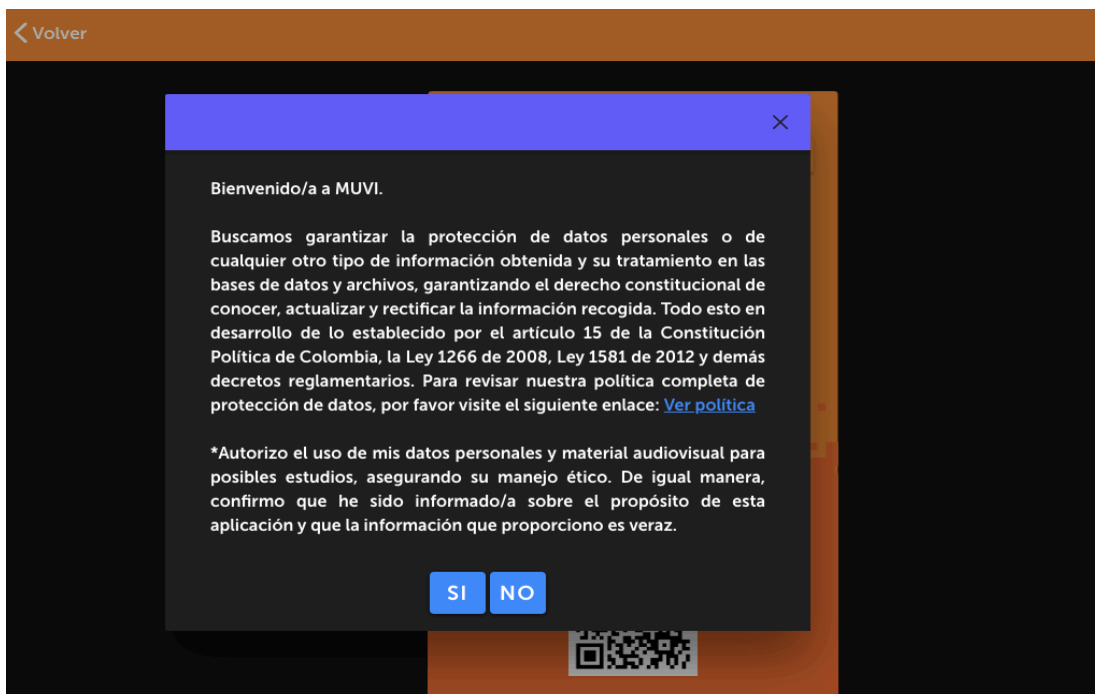 Volver
Bienvenido/a a MUVI.
Buscamos garantizar la protección de datos personales o de
cualquier otro tipo de información obtenida y su tratamiento en las
bases de datos y archivos, garantizando el derecho constitucional de
conocer, actualizar y rectificar la información recogida. Todo esto en
desarrollo de lo establecido por el artículo 15 de la Constitución
Política de Colombia, la Ley 1266 de 2008, Ley 1581 de 2012 y demás
decretos reglamentarios. Para revisar nuestra política completa de
protección de datos, por favor visite el siguiente enlace: Ver política
*Autorizo el uso de mis datos personales y material audiovisual para
posibles estudios, asegurando su manejo ético. De igual manera,
confirmo que he sido informado/a sobre el propósito de esta
aplicación y que la información que proporciono es veraz.
SI NO